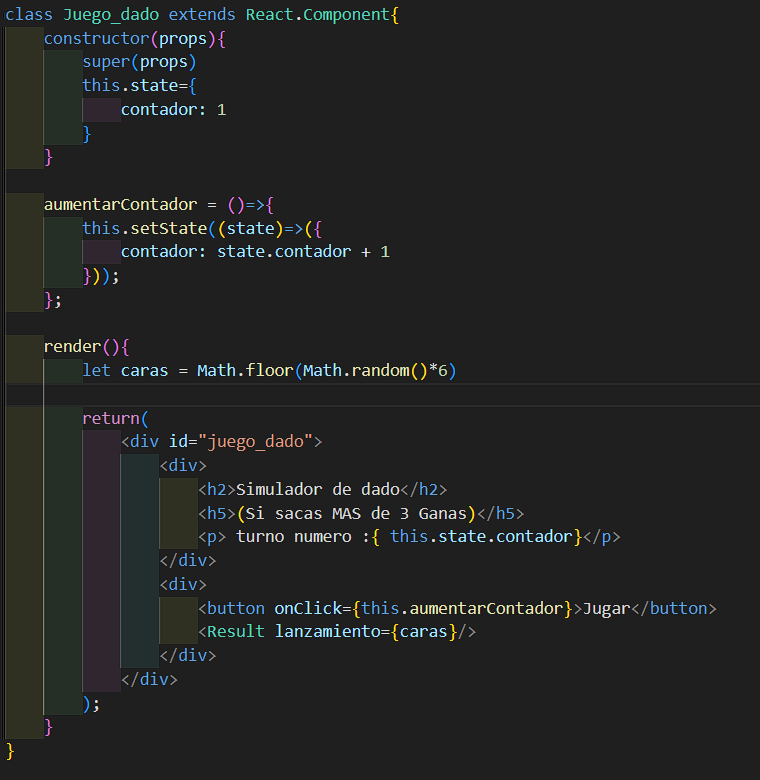 class Juego_dado extends React.Component{
constructor(props){
super(props)
this.state={
contador: 1
}
}
aumentarContador = ()=>{
this.setState((state)=>({
contador: state.contador + 1
}));
};
render(){
let caras = Math.floor(Math.random()*6)
return(
<div id="juego_dado">
<div>
<h2>Simulador de dado</h2>
<h5>(Si sacas MAS de 3 Ganas)</h5>
<p> turno numero :{ this.state.contador}</p>
</div>
<div>
<button onClick={this.aumentarContador}>Jugar</button>
<Result lanzamiento={caras}/>
</div>
</div>
);
}
}